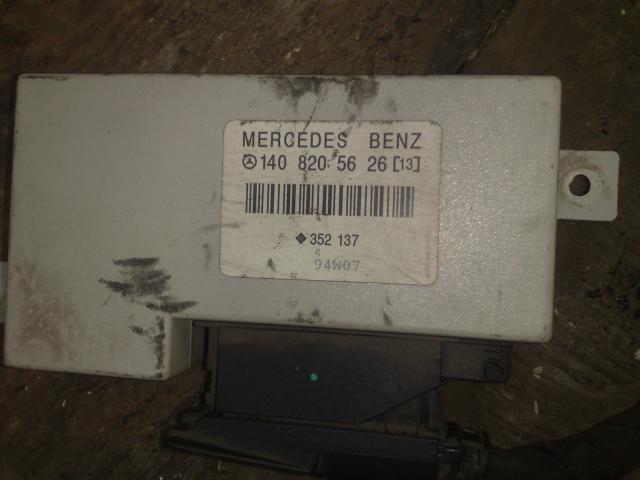 MERCEDES BENZ
140 820 56 26 [13]
352 137
94W07